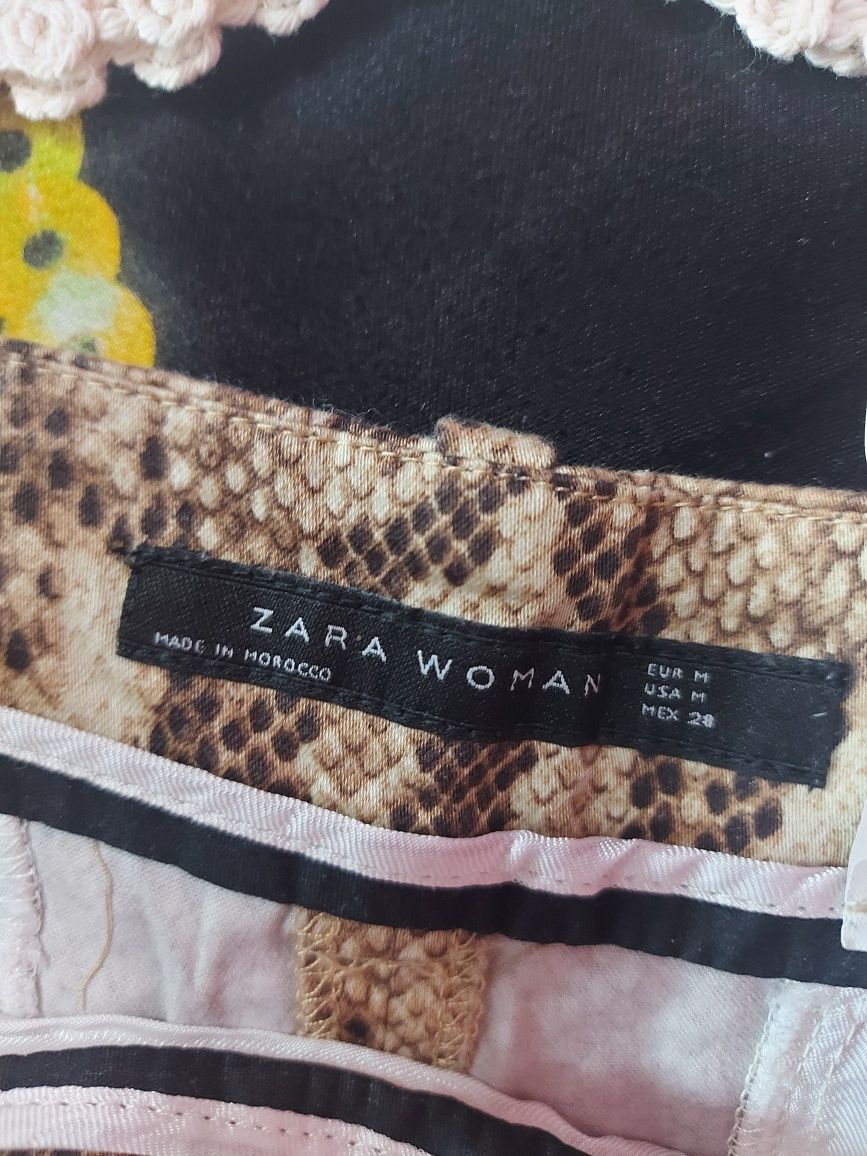 ZARA WOMAN
MADE IN MOROCCO
EUR M
USA M
MEX 28